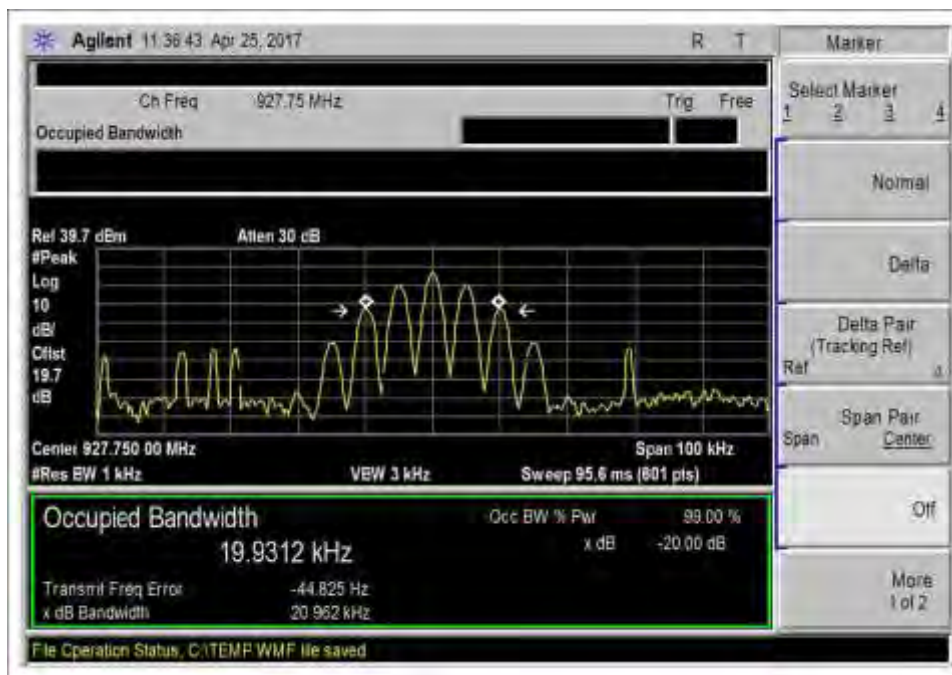 Agilent 11:36:43 Apr 25, 2017 R T
Marker
Ch Freq 927.75 MHz Trig Free
Occupied Bandwidth
Select Marker
1 2 3 4
Normal
Delta
Delta Pair
(Tracking Ref)
Ref
Span Pair
Span Center
Off
More
1 of 2
Ref 39.7 dBm Atten 30 dB
#Peak
Log
10
dB/
Offst
19.7
dB
Center 927.750 00 MHz Span 100 kHz
#Res BW 1 kHz VBW 3 kHz Sweep 95.6 ms (601 pts)
Occupied Bandwidth Occ BW % Pwr 99.00 %
19.9312 kHz x dB -20.00 dB
Transmit Freq Error -44.825 Hz
x dB Bandwidth 20.962 kHz
File Operation Status, C:\TEMP.WMF file saved